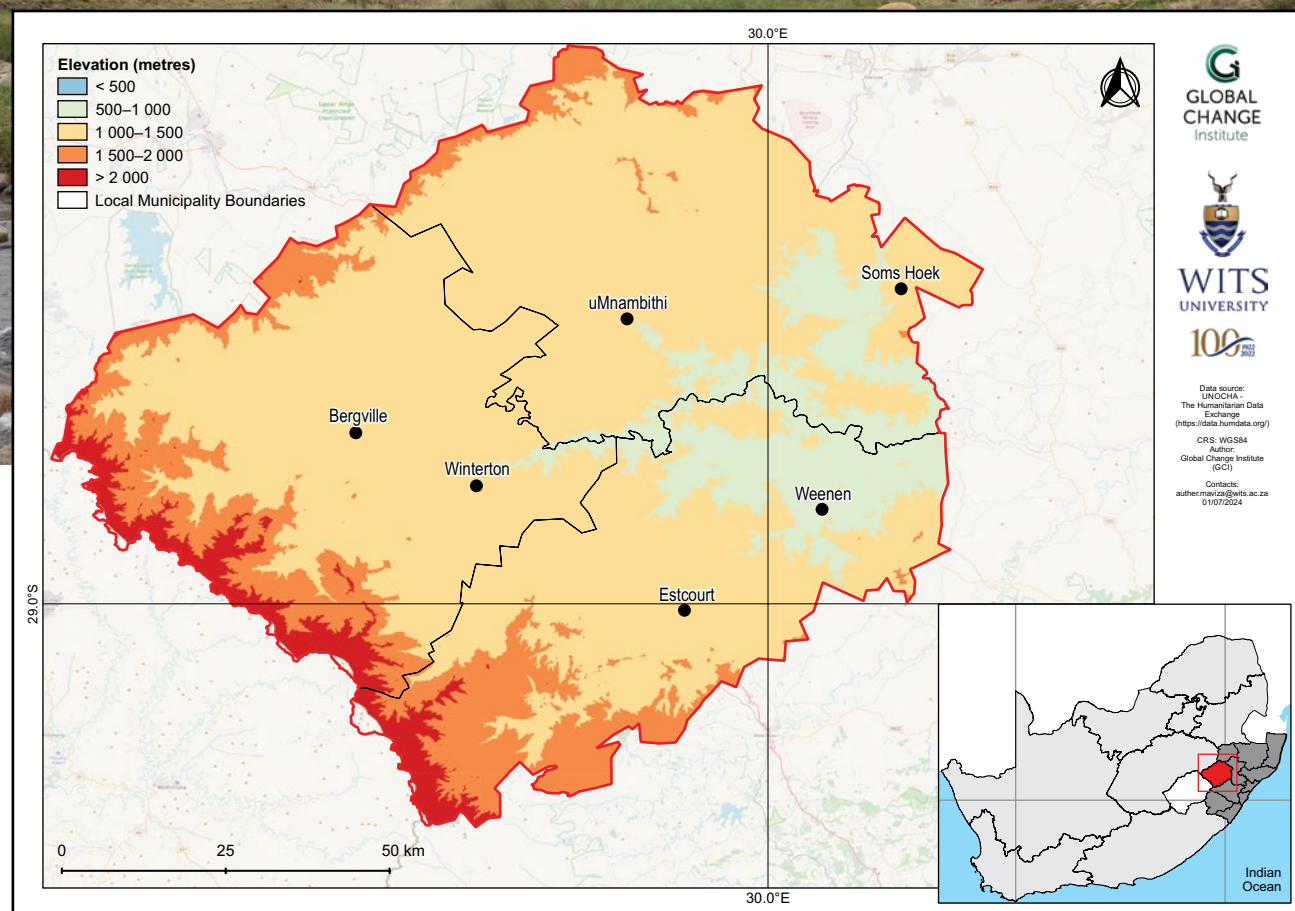 30.0°E
Elevation (metres)
< 500
500–1 000
1 000–1 500
1 500–2 000
> 2 000
Local Municipality Boundaries
Soms Hoek
uMnambithi
Bergville
Winterton
Weenen
Estcourt
29.0°S
0 25 50 km
30.0°E
Indian
Ocean
GLOBAL
CHANGE
Institute
WITS
UNIVERSITY
100 1922
2022
Data source:
UNOCHA -
The Humanitarian Data
Exchange
(https://data.humdata.org/)
CRS: WGS84
Author:
Global Change Institute
(GCI)
Contacts:
auther.maviza@wits.ac.za
01/07/2024